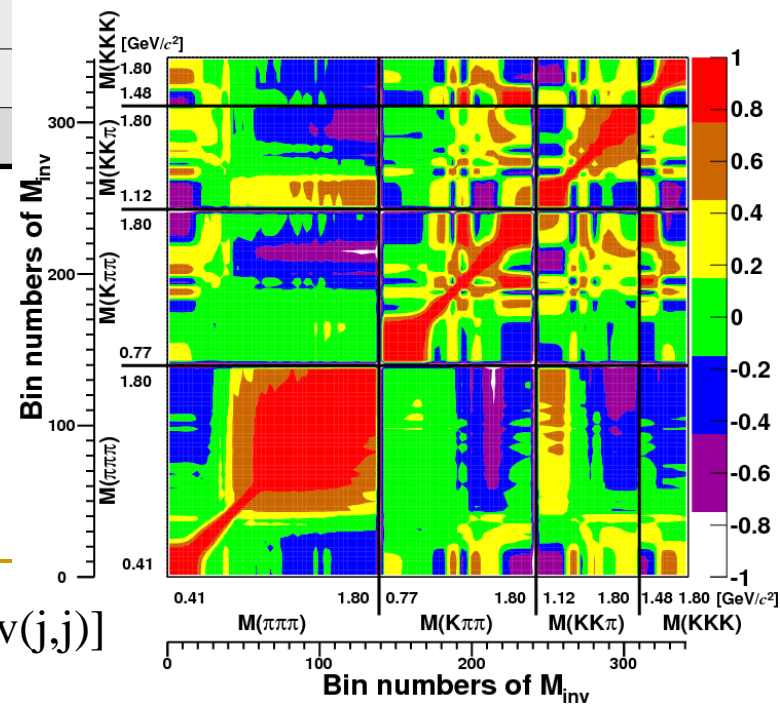 [GeV/c²]
M(KKK)
1.80
1.48
M(KKπ)
1.80
1.12
M(Kππ)
1.80
0.77
M(πππ)
1.80
0.41
Bin numbers of M_inv
300
200
100
0
1
0.8
0.6
0.4
0.2
0
-0.2
-0.4
-0.6
-0.8
-1
0.41 1.80 0.77 1.80 1.12 1.80 1.48 1.80 [GeV/c²]
M(πππ) M(Kππ) M(KKπ) M(KKK)
v(j,j)]
0 100 200 300
Bin numbers of M_inv